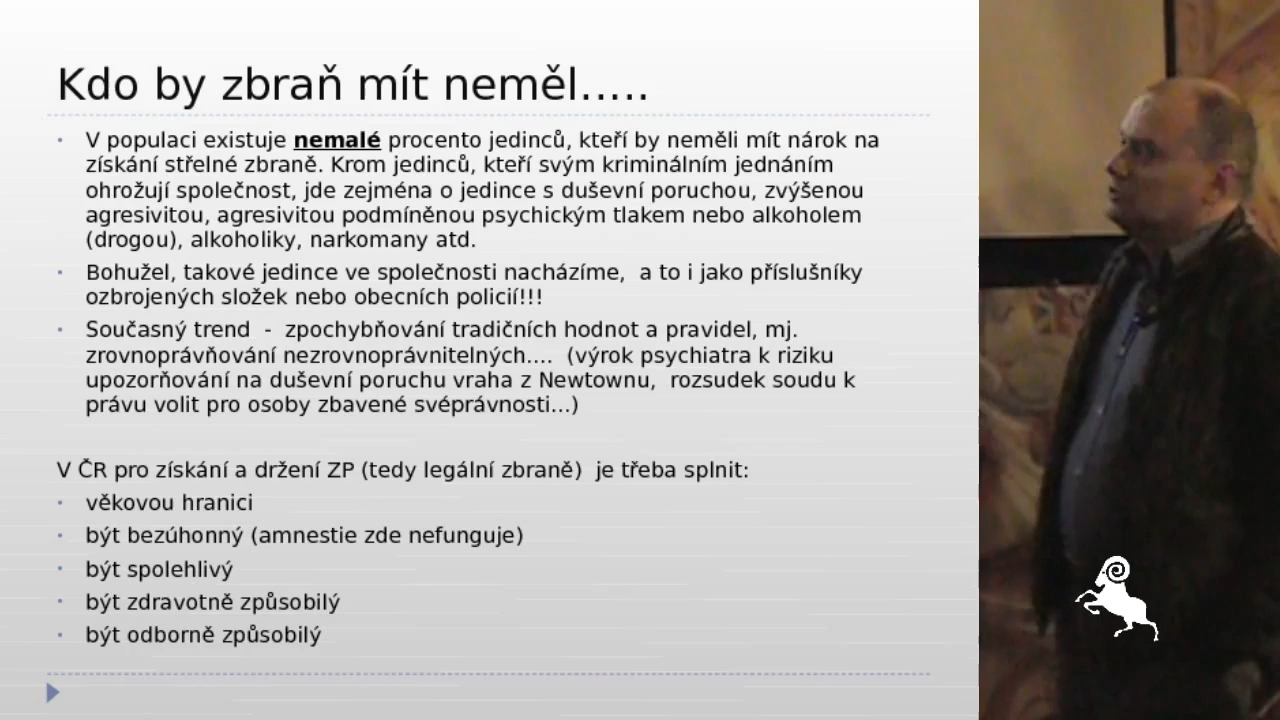 Kdo by zbraň mít neměl.....
V populaci existuje nemalé procento jedinců, kteří by neměli mít nárok na
získání střelné zbraně. Krom jedinců, kteří svým kriminálním jednáním
ohrožují společnost, jde zejména o jedince s duševní poruchou, zvýšenou
agresivitou, agresivitou podmíněnou psychickým tlakem nebo alkoholem
(drogou), alkoholiky, narkomany atd.
Bohužel, takové jedince ve společnosti nacházíme,  a to i jako příslušníky
ozbrojených složek nebo obecních policií!!!
Současný trend  -  zpochybňování tradičních hodnot a pravidel, mj.
zrovnoprávňování nezrovnoprávnitelných....  (výrok psychiatra k riziku
upozorňování na duševní poruchu vraha z Newtownu,  rozsudek soudu k
právu volit pro osoby zbavené svéprávnosti...)
V ČR pro získání a držení ZP (tedy legální zbraně)  je třeba splnit:
věkovou hranici
být bezúhonný (amnestie zde nefunguje)
být spolehlivý
být zdravotně způsobilý
být odborně způsobilý